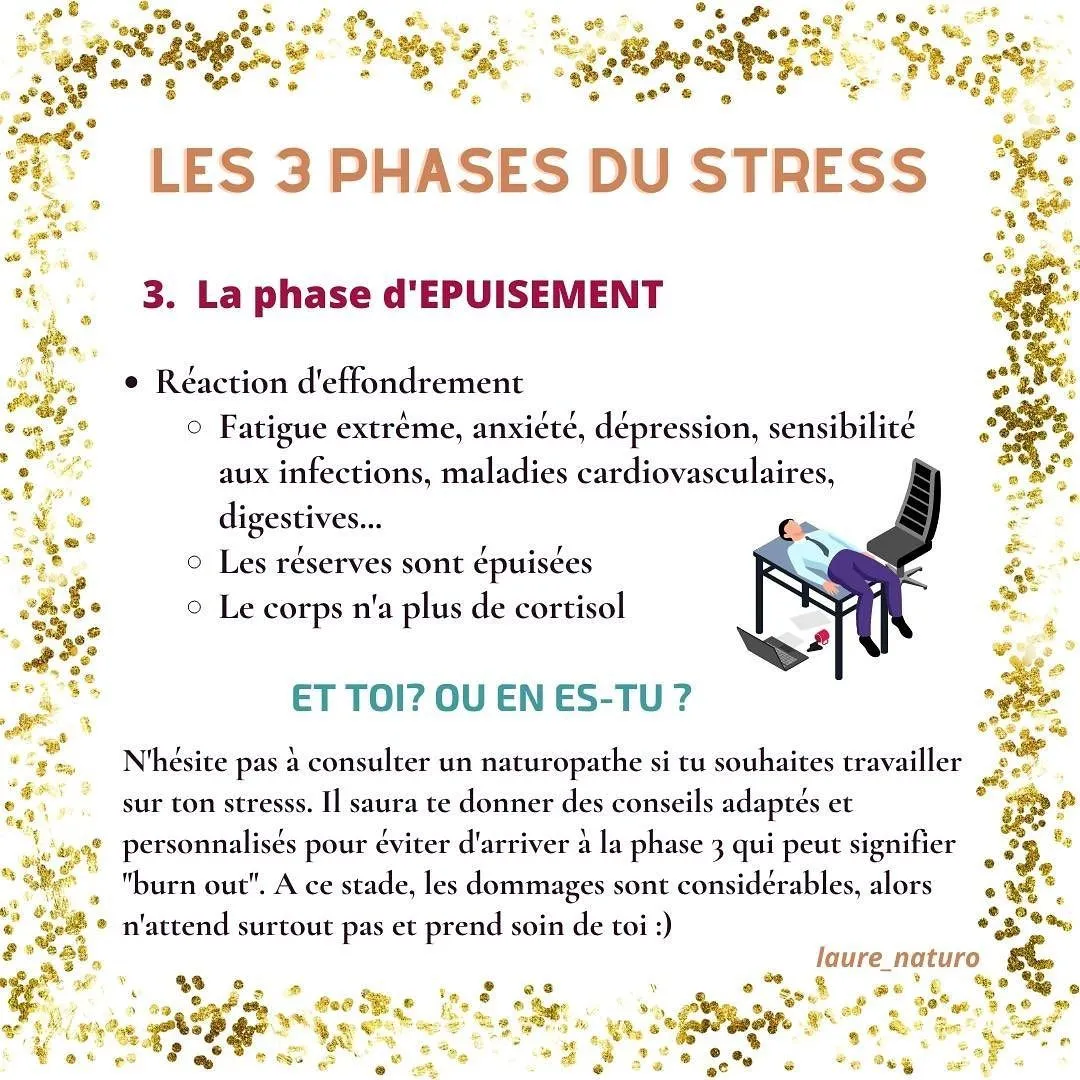 LES 3 PHASES DU STRESS
3. La phase d'EPUISEMENT
• Réaction d'effondrement
○ Fatigue extrême, anxiété, dépression, sensibilité
aux infections, maladies cardiovasculaires,
digestives...
○ Les réserves sont épuisées
○ Le corps n'a plus de cortisol
ET TOI? OU EN ES-TU ?
N'hésite pas à consulter un naturopathe si tu souhaites travailler
sur ton stresss. Il saura te donner des conseils adaptés et
personnalisés pour éviter d'arriver à la phase 3 qui peut signifier
"burn out". A ce stade, les dommages sont considérables, alors
n'attend surtout pas et prend soin de toi :)
laure_naturo